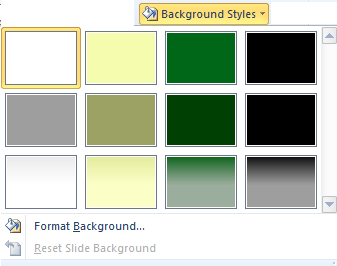 Background Styles
Format Background...
Reset Slide Background